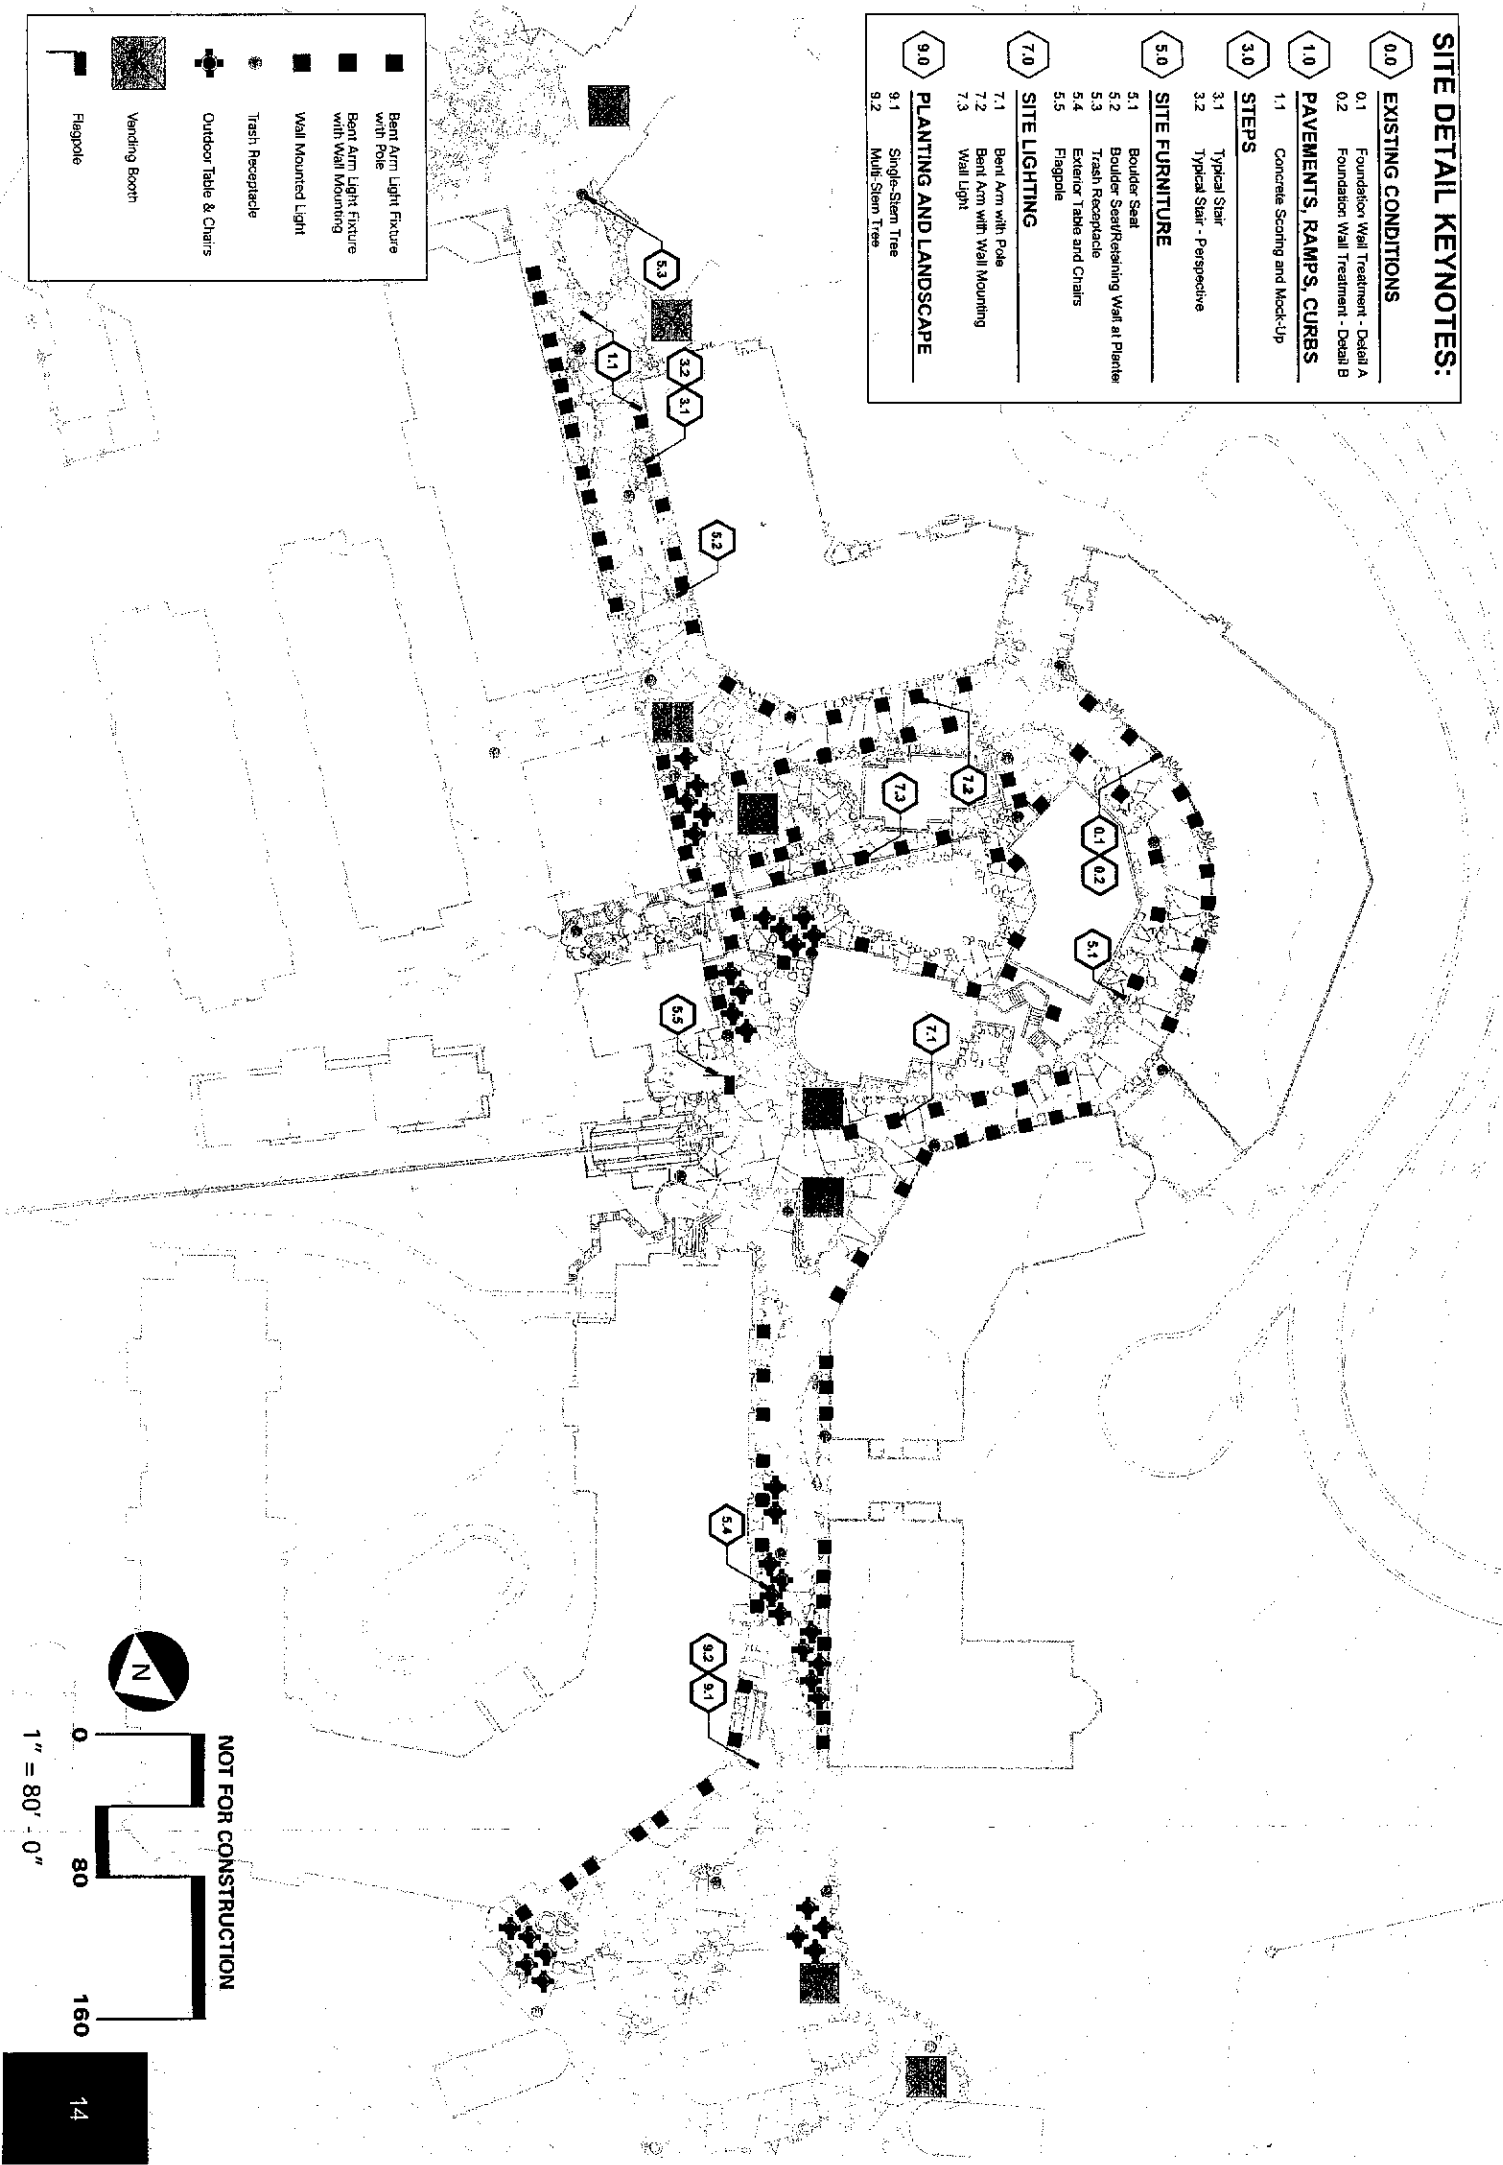 SITE DETAIL KEYNOTES:
0.0 EXISTING CONDITIONS
0.1 Foundation Wall Treatment - Detail A
0.2 Foundation Wall Treatment - Detail B
1.0 PAVEMENTS, RAMPS, CURBS
1.1 Concrete Scoring and Mock-Up
3.0 STEPS
3.1 Typical Stair
3.2 Typical Stair - Perspective
5.0 SITE FURNITURE
5.1 Boulder Seat
5.2 Boulder Seat/Retaining Wall at Planter
5.3 Trash Receptacle
5.4 Exterior Table and Chairs
5.5 Flagpole
7.0 SITE LIGHTING
7.1 Bent Arm with Pole
7.2 Bent Arm with Wall Mounting
7.3 Wall Light
9.0 PLANTING AND LANDSCAPE
9.1 Single-Stem Tree
9.2 Multi-Stem Tree
Bent Arm Light Fixture
with Pole
Bent Arm Light Fixture
with Wall Mounting
Wall Mounted Light
Trash Receptacle
Outdoor Table & Chairs
Vending Booth
Flagpole
5.3
1.1
3.2
3.1
5.2
7.2
7.3
0.1
0.2
5.1
5.5
7.1
5.4
9.2
9.1
N
NOT FOR CONSTRUCTION
0
80
160
1" = 80' - 0"
14